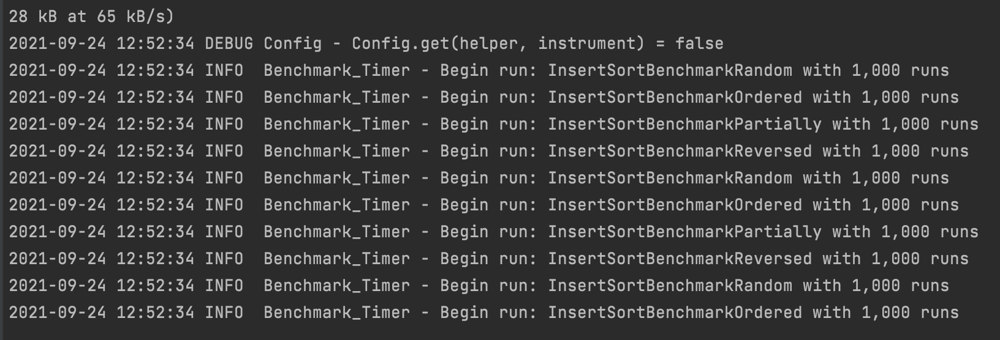 28 kB at 65 kB/s)
2021-09-24 12:52:34 DEBUG Config - Config.get(helper, instrument) = false
2021-09-24 12:52:34 INFO  Benchmark_Timer - Begin run: InsertSortBenchmarkRandom with 1,000 runs
2021-09-24 12:52:34 INFO  Benchmark_Timer - Begin run: InsertSortBenchmarkOrdered with 1,000 runs
2021-09-24 12:52:34 INFO  Benchmark_Timer - Begin run: InsertSortBenchmarkPartially with 1,000 runs
2021-09-24 12:52:34 INFO  Benchmark_Timer - Begin run: InsertSortBenchmarkReversed with 1,000 runs
2021-09-24 12:52:34 INFO  Benchmark_Timer - Begin run: InsertSortBenchmarkRandom with 1,000 runs
2021-09-24 12:52:34 INFO  Benchmark_Timer - Begin run: InsertSortBenchmarkOrdered with 1,000 runs
2021-09-24 12:52:34 INFO  Benchmark_Timer - Begin run: InsertSortBenchmarkPartially with 1,000 runs
2021-09-24 12:52:34 INFO  Benchmark_Timer - Begin run: InsertSortBenchmarkReversed with 1,000 runs
2021-09-24 12:52:34 INFO  Benchmark_Timer - Begin run: InsertSortBenchmarkRandom with 1,000 runs
2021-09-24 12:52:34 INFO  Benchmark_Timer - Begin run: InsertSortBenchmarkOrdered with 1,000 runs